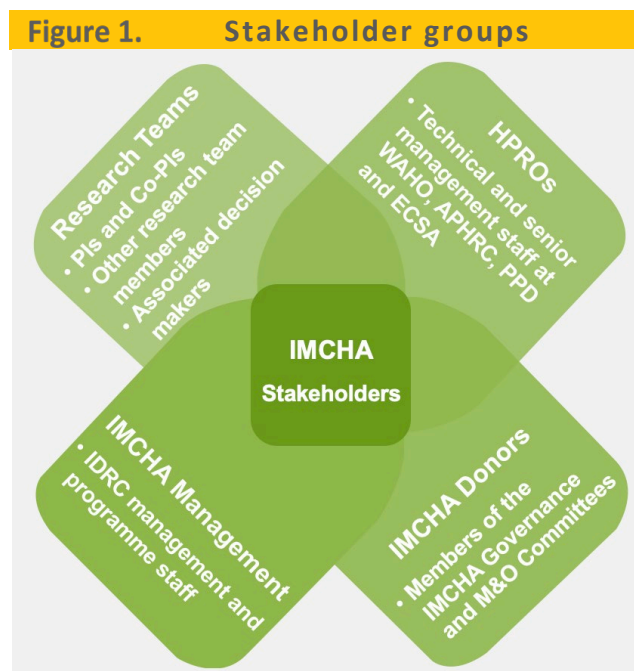 Figure 1. Stakeholder groups
Research Teams
• PIs and Co-PIs
• Other research team
members
• Associated decision
makers
HPROs
• Technical and senior
management staff at
WAHO, APHRC, PPD
and ECSA
IMCHA
Stakeholders
IMCHA Management
• IDRC management and
programme staff
IMCHA Donors
• Members of the
IMCHA Governance
and M&O Committees